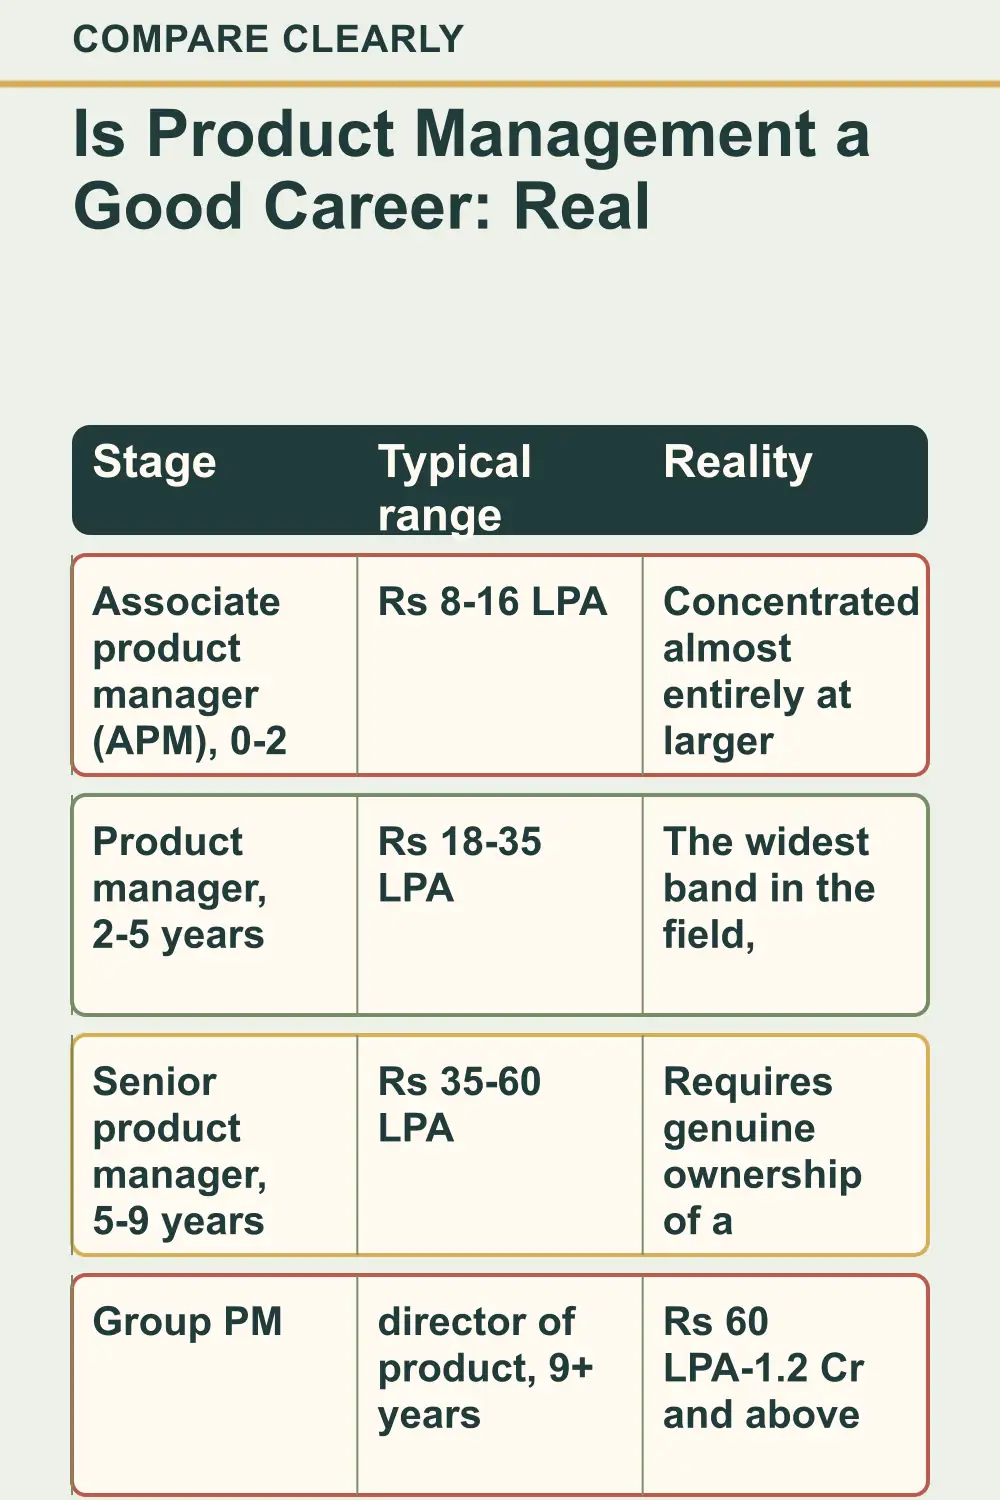 COMPARE CLEARLY
Is Product Management a
Good Career: Real
Stage
Typical
range
Reality
Associate
product
manager
(APM), 0-2
Rs 8-16 LPA
Concentrated
almost
entirely at
larger
Product
manager,
2-5 years
Rs 18-35
LPA
The widest
band in the
field,
Senior
product
manager,
5-9 years
Rs 35-60
LPA
Requires
genuine
ownership
of a
Group PM
director of
product, 9+
years
Rs 60
LPA-1.2 Cr
and above